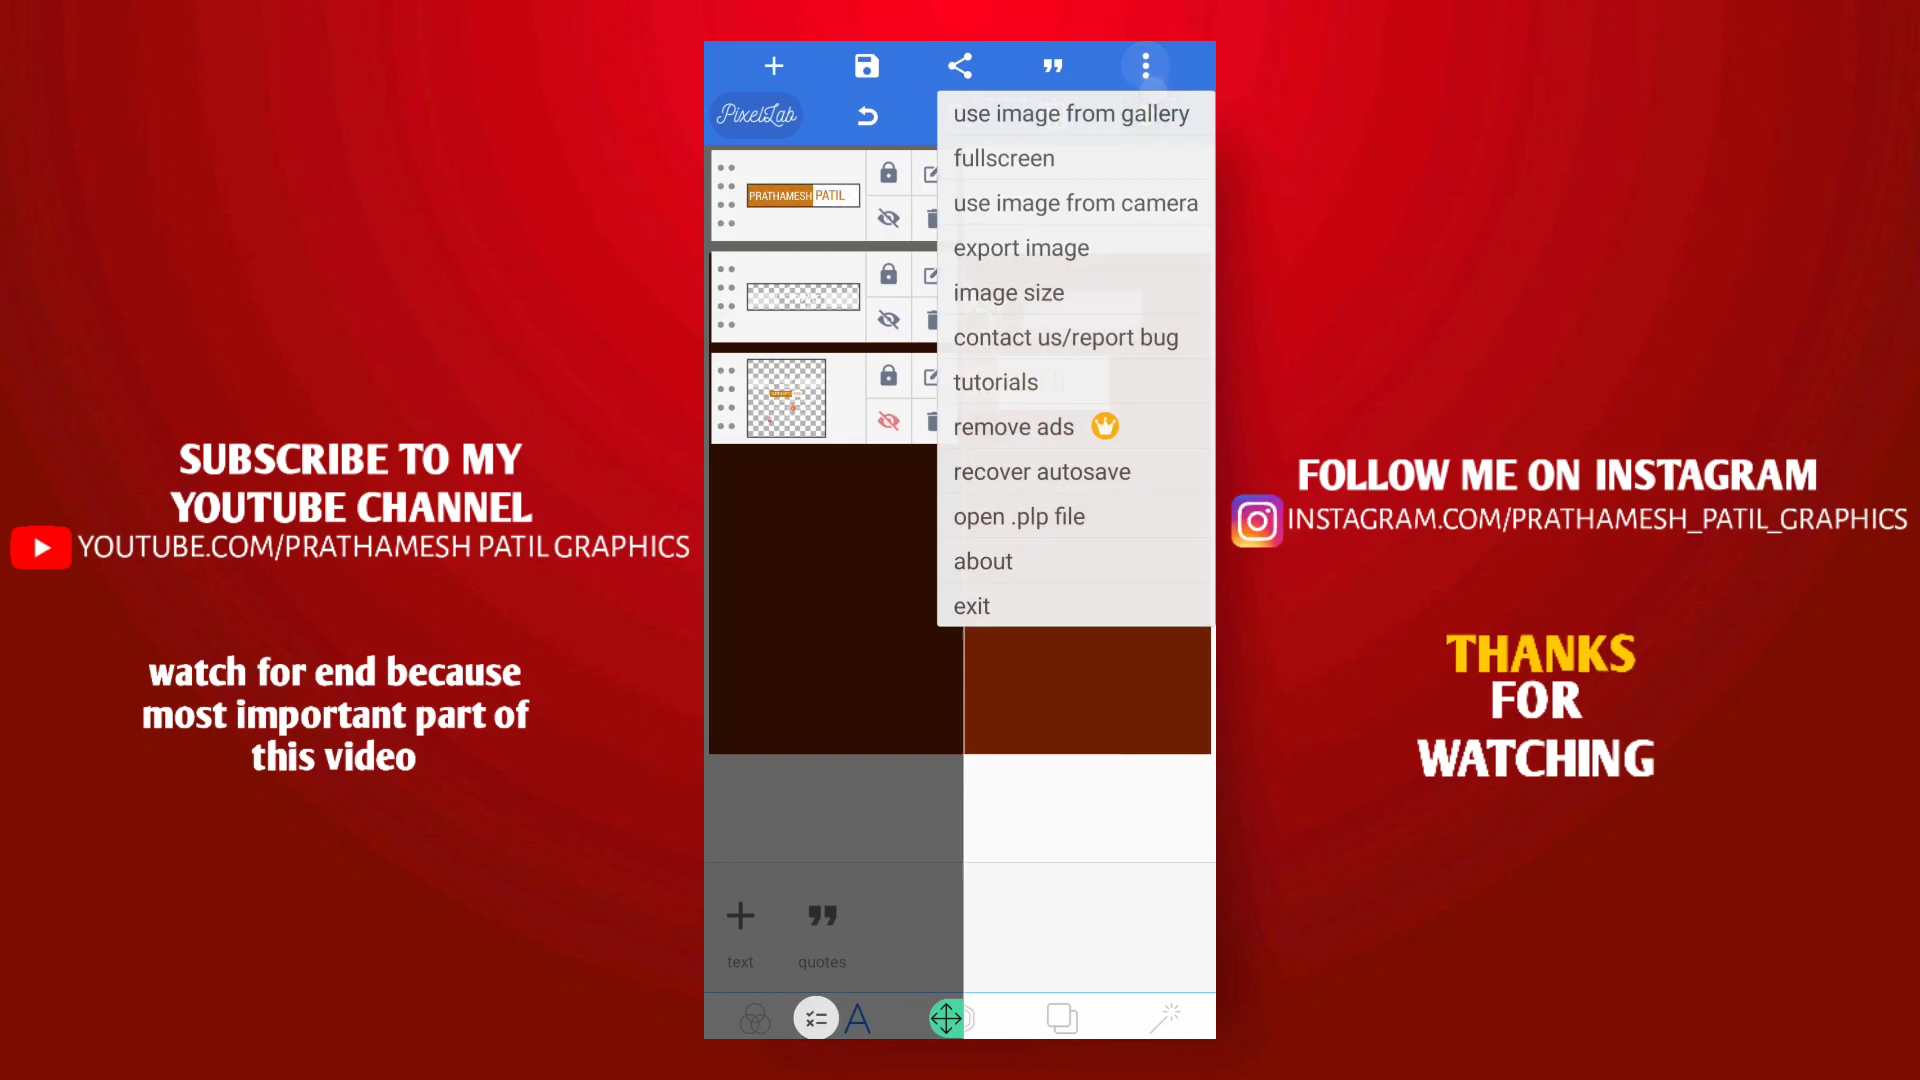 PixelLab
PRATHAMESH PATIL
use image from gallery
fullscreen
use image from camera
export image
image size
contact us/report bug
tutorials
remove ads
recover autosave
open .plp file
about
exit
text
quotes
SUBSCRIBE TO MY
YOUTUBE CHANNEL
YOUTUBE.COM/PRATHAMESH PATIL GRAPHICS
watch for end because
most important part of
this video
FOLLOW ME ON INSTAGRAM
INSTAGRAM.COM/PRATHAMESH_PATIL_GRAPHICS
THANKS
FOR
WATCHING